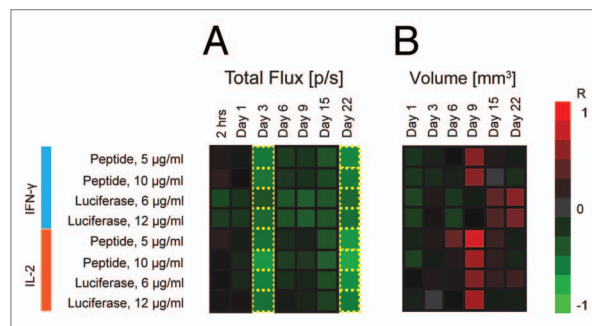 A
B
Total Flux [p/s]
Volume [mm³]
R
2 hrs
Day 1
Day 3
Day 6
Day 9
Day 15
Day 22
Day 1
Day 3
Day 6
Day 9
Day 15
Day 22
1
0
-1
IFN-γ
Peptide, 5 µg/ml
Peptide, 10 µg/ml
Luciferase, 6 µg/ml
Luciferase, 12 µg/ml
IL-2
Peptide, 5 µg/ml
Peptide, 10 µg/ml
Luciferase, 6 µg/ml
Luciferase, 12 µg/ml